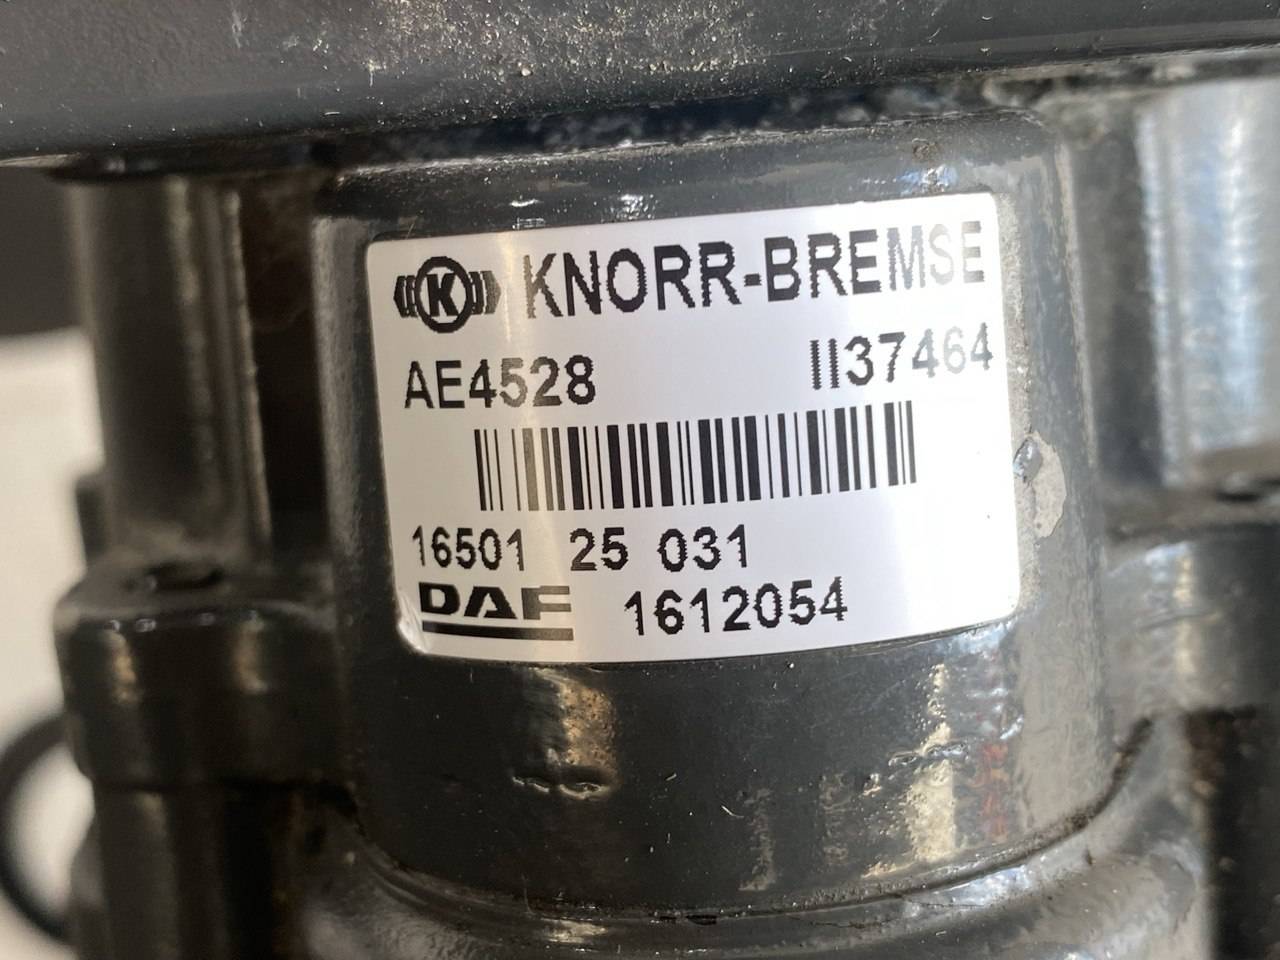 K KNORR-BREMSE
AE4528 II37464
16501 25 031
DAF 1612054